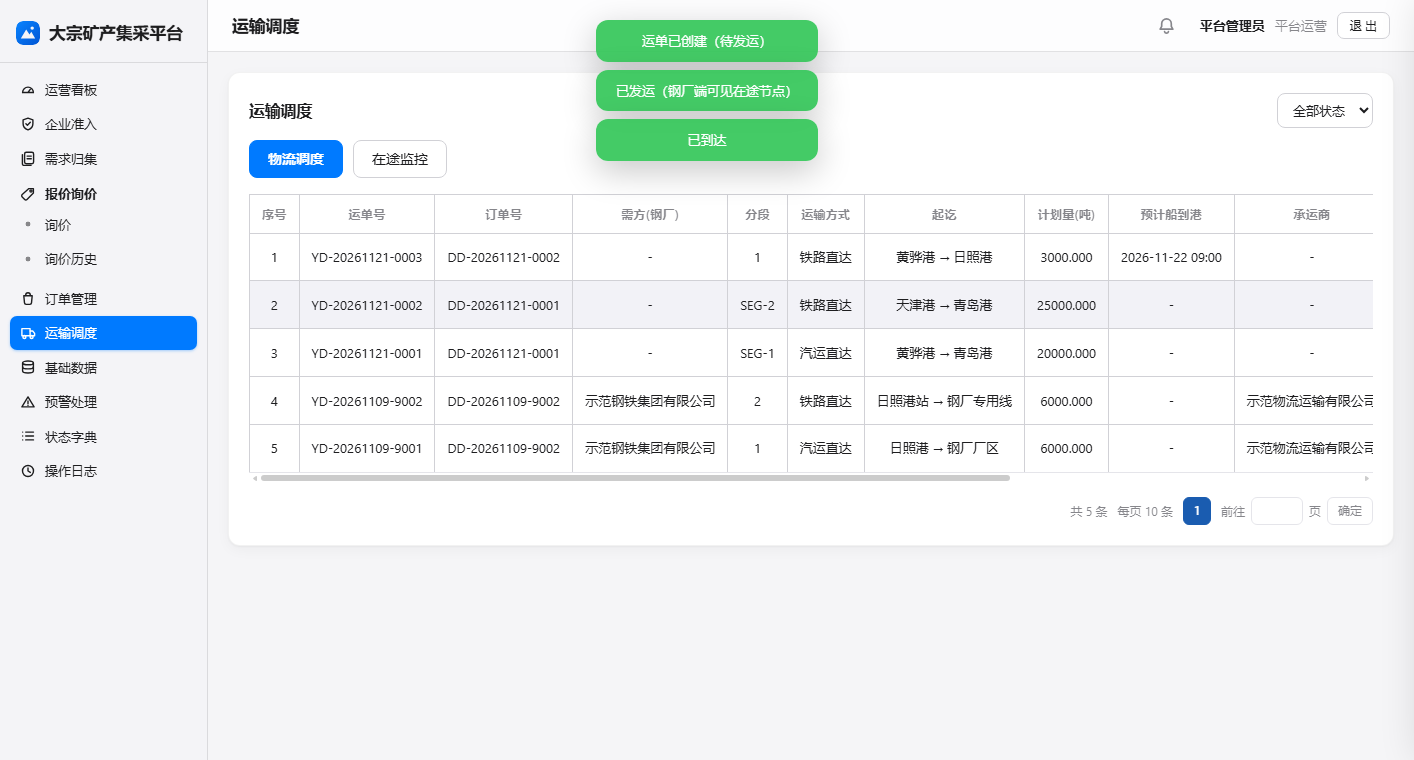 大宗矿产集采平台
运营看板
企业准入
需求归集
报价询价
询价
询价历史
订单管理
运输调度
基础数据
预警处理
状态字典
操作日志
运输调度
平台管理员 平台运营 退 出
运单已创建（待发运）
已发运（钢厂端可见在途节点）
已到达
运输调度
全部状态
物流调度 在途监控
序号 运单号 订单号 需方(钢厂) 分段 运输方式 起讫 计划量(吨) 预计船到港 承运商
1 YD-20261121-0003 DD-20261121-0002 - 1 铁路直达 黄骅港 → 日照港 3000.000 2026-11-22 09:00 -
2 YD-20261121-0002 DD-20261121-0001 - SEG-2 铁路直达 天津港 → 青岛港 25000.000 - -
3 YD-20261121-0001 DD-20261121-0001 - SEG-1 汽运直达 黄骅港 → 青岛港 20000.000 - -
4 YD-20261109-9002 DD-20261109-9002 示范钢铁集团有限公司 2 铁路直达 日照港站 → 钢厂专用线 6000.000 - 示范物流运输有限公司
5 YD-20261109-9001 DD-20261109-9002 示范钢铁集团有限公司 1 汽运直达 日照港 → 钢厂厂区 6000.000 - 示范物流运输有限公司
共 5 条 每页 10 条 1 前往 页 确定